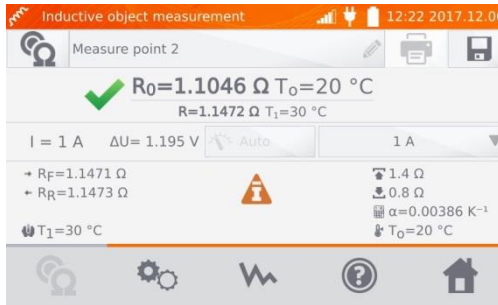 Inductive object measurement
12:22 2017.12.0
Measure point 2
R0=1.1046 Ω To=20 °C
R=1.1472 Ω T1=30 °C
I = 1 A ΔU= 1.195 V Auto 1 A
RF=1.1471 Ω 1.4 Ω
RR=1.1473 Ω 0.8 Ω
α=0.00386 K⁻¹
T1=30 °C To=20 °C